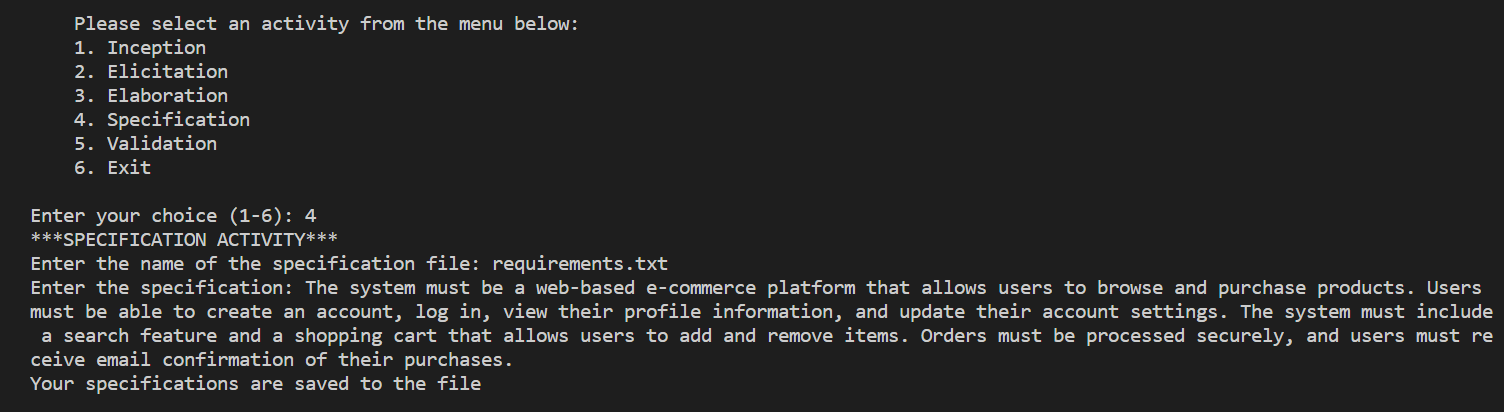 Please select an activity from the menu below:
1. Inception
2. Elicitation
3. Elaboration
4. Specification
5. Validation
6. Exit
Enter your choice (1-6): 4
***SPECIFICATION ACTIVITY***
Enter the name of the specification file: requirements.txt
Enter the specification: The system must be a web-based e-commerce platform that allows users to browse and purchase products. Users
must be able to create an account, log in, view their profile information, and update their account settings. The system must include
 a search feature and a shopping cart that allows users to add and remove items. Orders must be processed securely, and users must re
ceive email confirmation of their purchases.
Your specifications are saved to the file